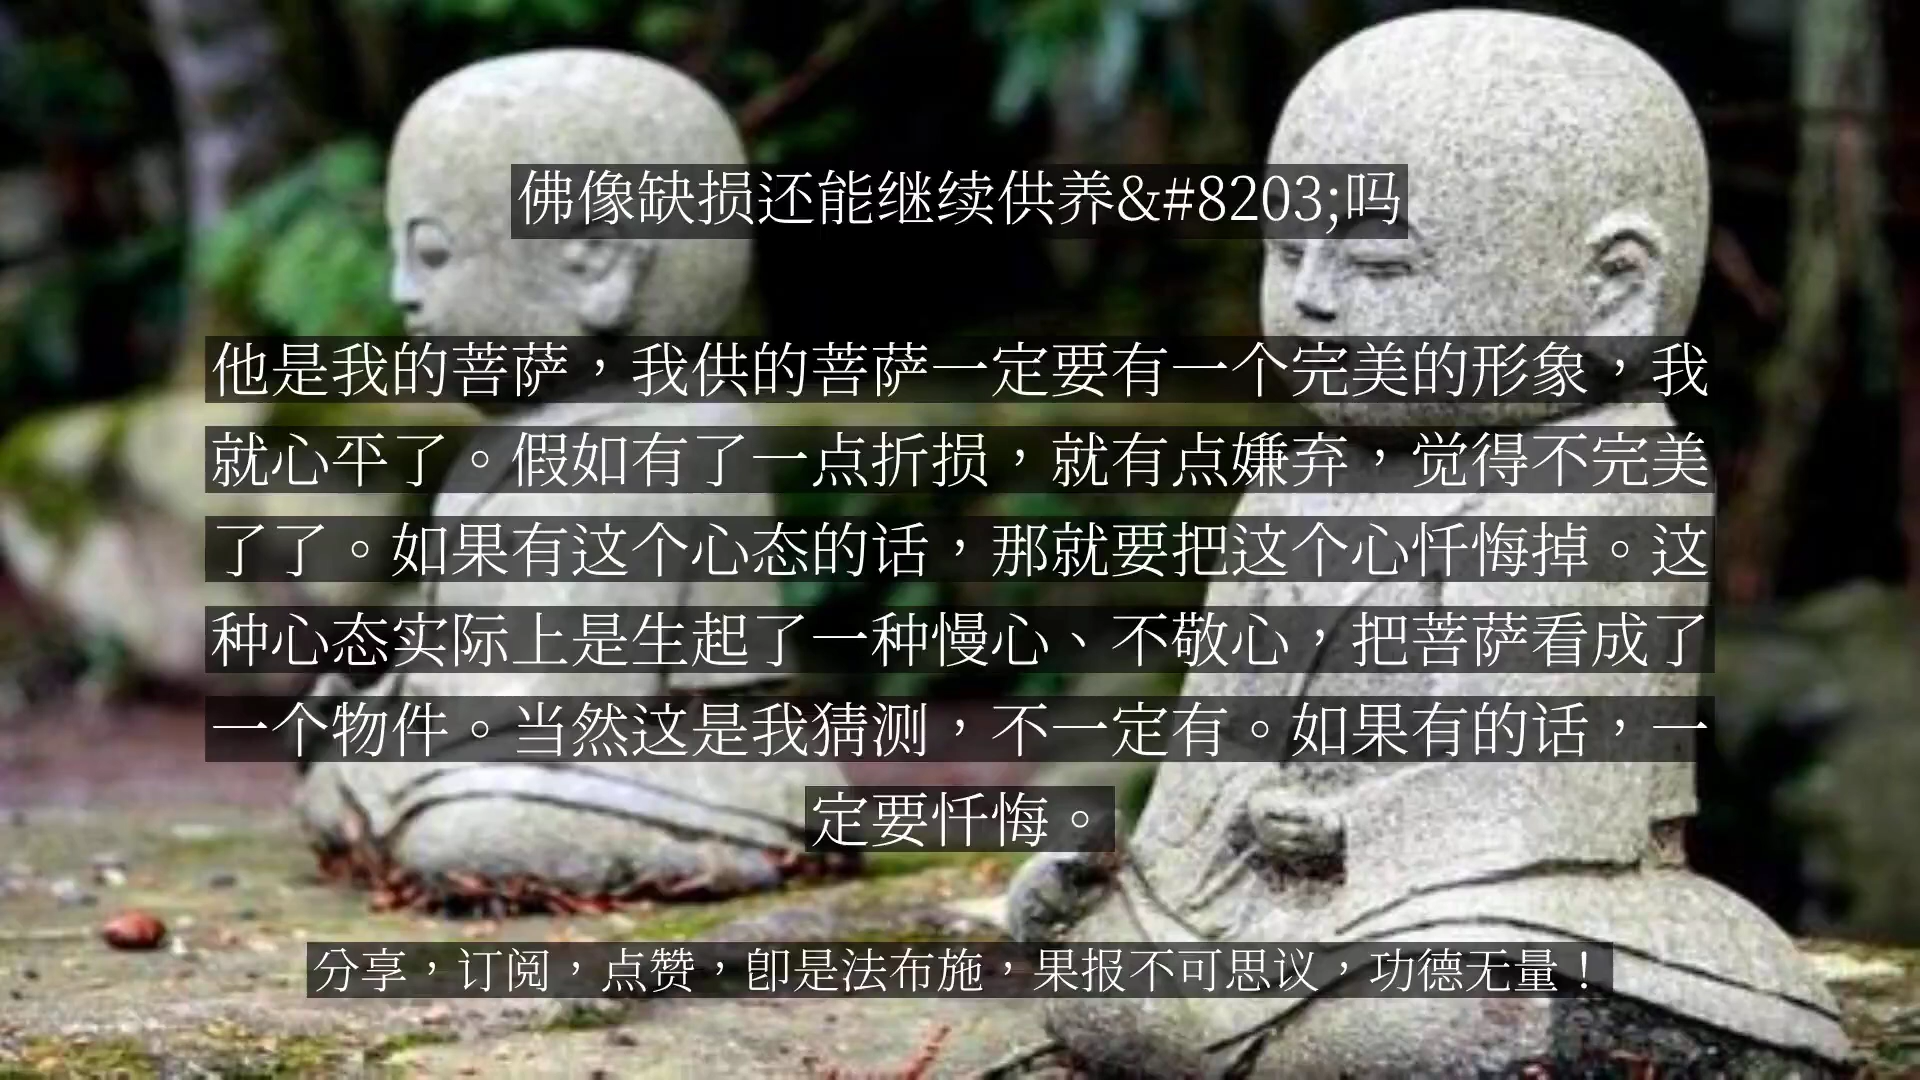 佛像缺损还能继续供养&#8203;吗
他是我的菩萨，我供的菩萨一定要有一个完美的形象，我
就心平了。假如有了一点折损，就有点嫌弃，觉得不完美
了了。如果有这个心态的话，那就要把这个心忏悔掉。这
种心态实际上是生起了一种慢心、不敬心，把菩萨看成了
一个物件。当然这是我猜测，不一定有。如果有的话，一
定要忏悔。
分享，订阅，点赞，即是法布施，果报不可思议，功德无量！